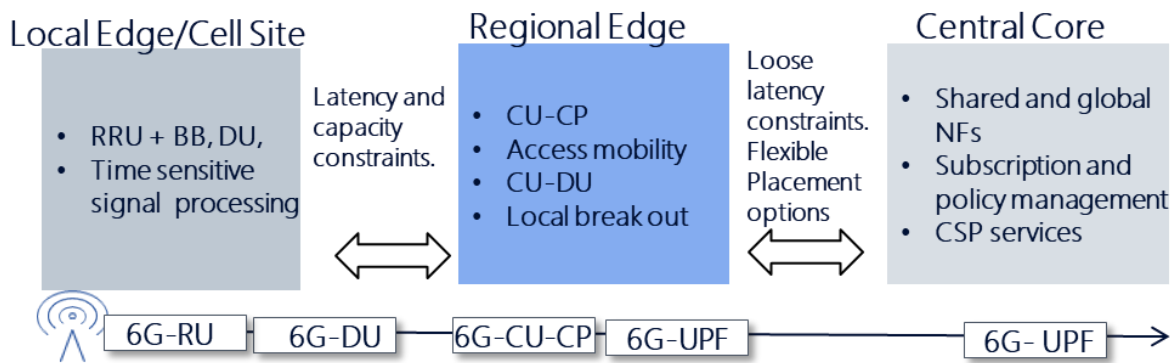 Local Edge/Cell Site
• RRU + BB, DU,
• Time sensitive
signal processing
Latency and
capacity
constraints.
Regional Edge
• CU-CP
• Access mobility
• CU-DU
• Local break out
Loose
latency
constraints.
Flexible
Placement
options
Central Core
• Shared and global
NFs
• Subscription and
policy management
• CSP services
6G-RU
6G-DU
6G-CU-CP
6G-UPF
6G- UPF